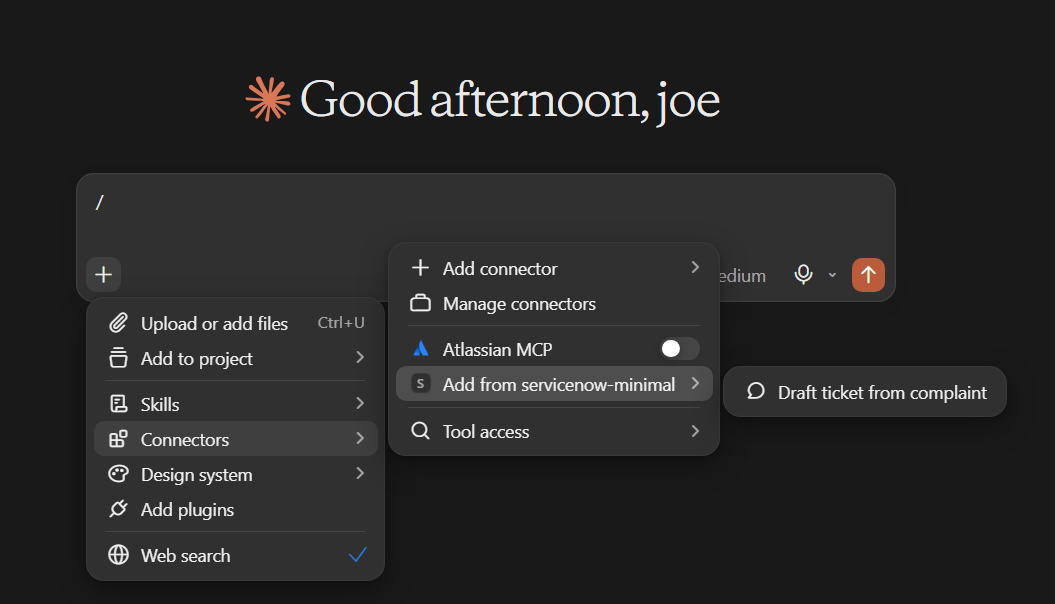 Good afternoon, joe
/
edium
Upload or add files Ctrl+U
Add to project
Skills
Connectors
Design system
Add plugins
Web search
Add connector
Manage connectors
Atlassian MCP
S Add from servicenow-minimal
Tool access
Draft ticket from complaint